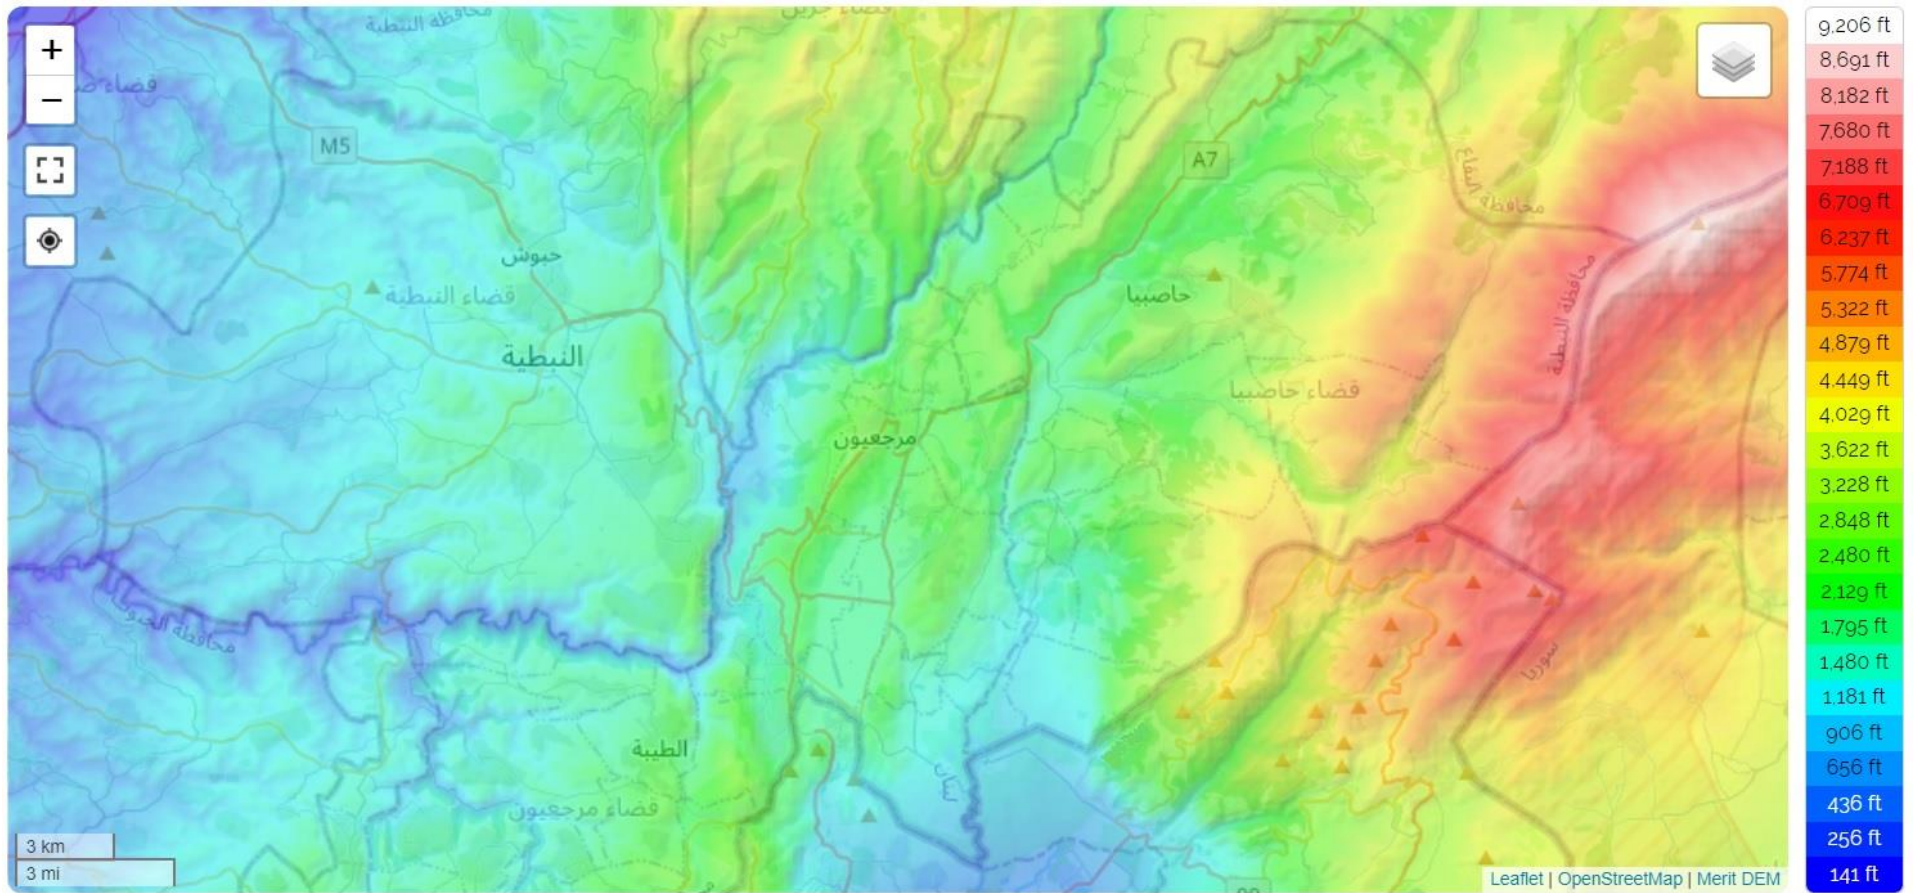 قضاء جزين
محافظة النبطية
+
−
قضاء ص
M5
A7
محافظة البقاع
حبوش
قضاء النبطية
حاصبيا
محافظة النبطية
النبطية
قضاء حاصبيا
مرجعيون
محافظة الجنو
سوريا
الطيبة
لبنان
قضاء مرجعيون
3 km
3 mi
Leaflet | OpenStreetMap | Merit DEM
9,206 ft
8,691 ft
8,182 ft
7,680 ft
7,188 ft
6,709 ft
6,237 ft
5,774 ft
5,322 ft
4,879 ft
4,449 ft
4,029 ft
3,622 ft
3,228 ft
2,848 ft
2,480 ft
2,129 ft
1,795 ft
1,480 ft
1,181 ft
906 ft
656 ft
436 ft
256 ft
141 ft